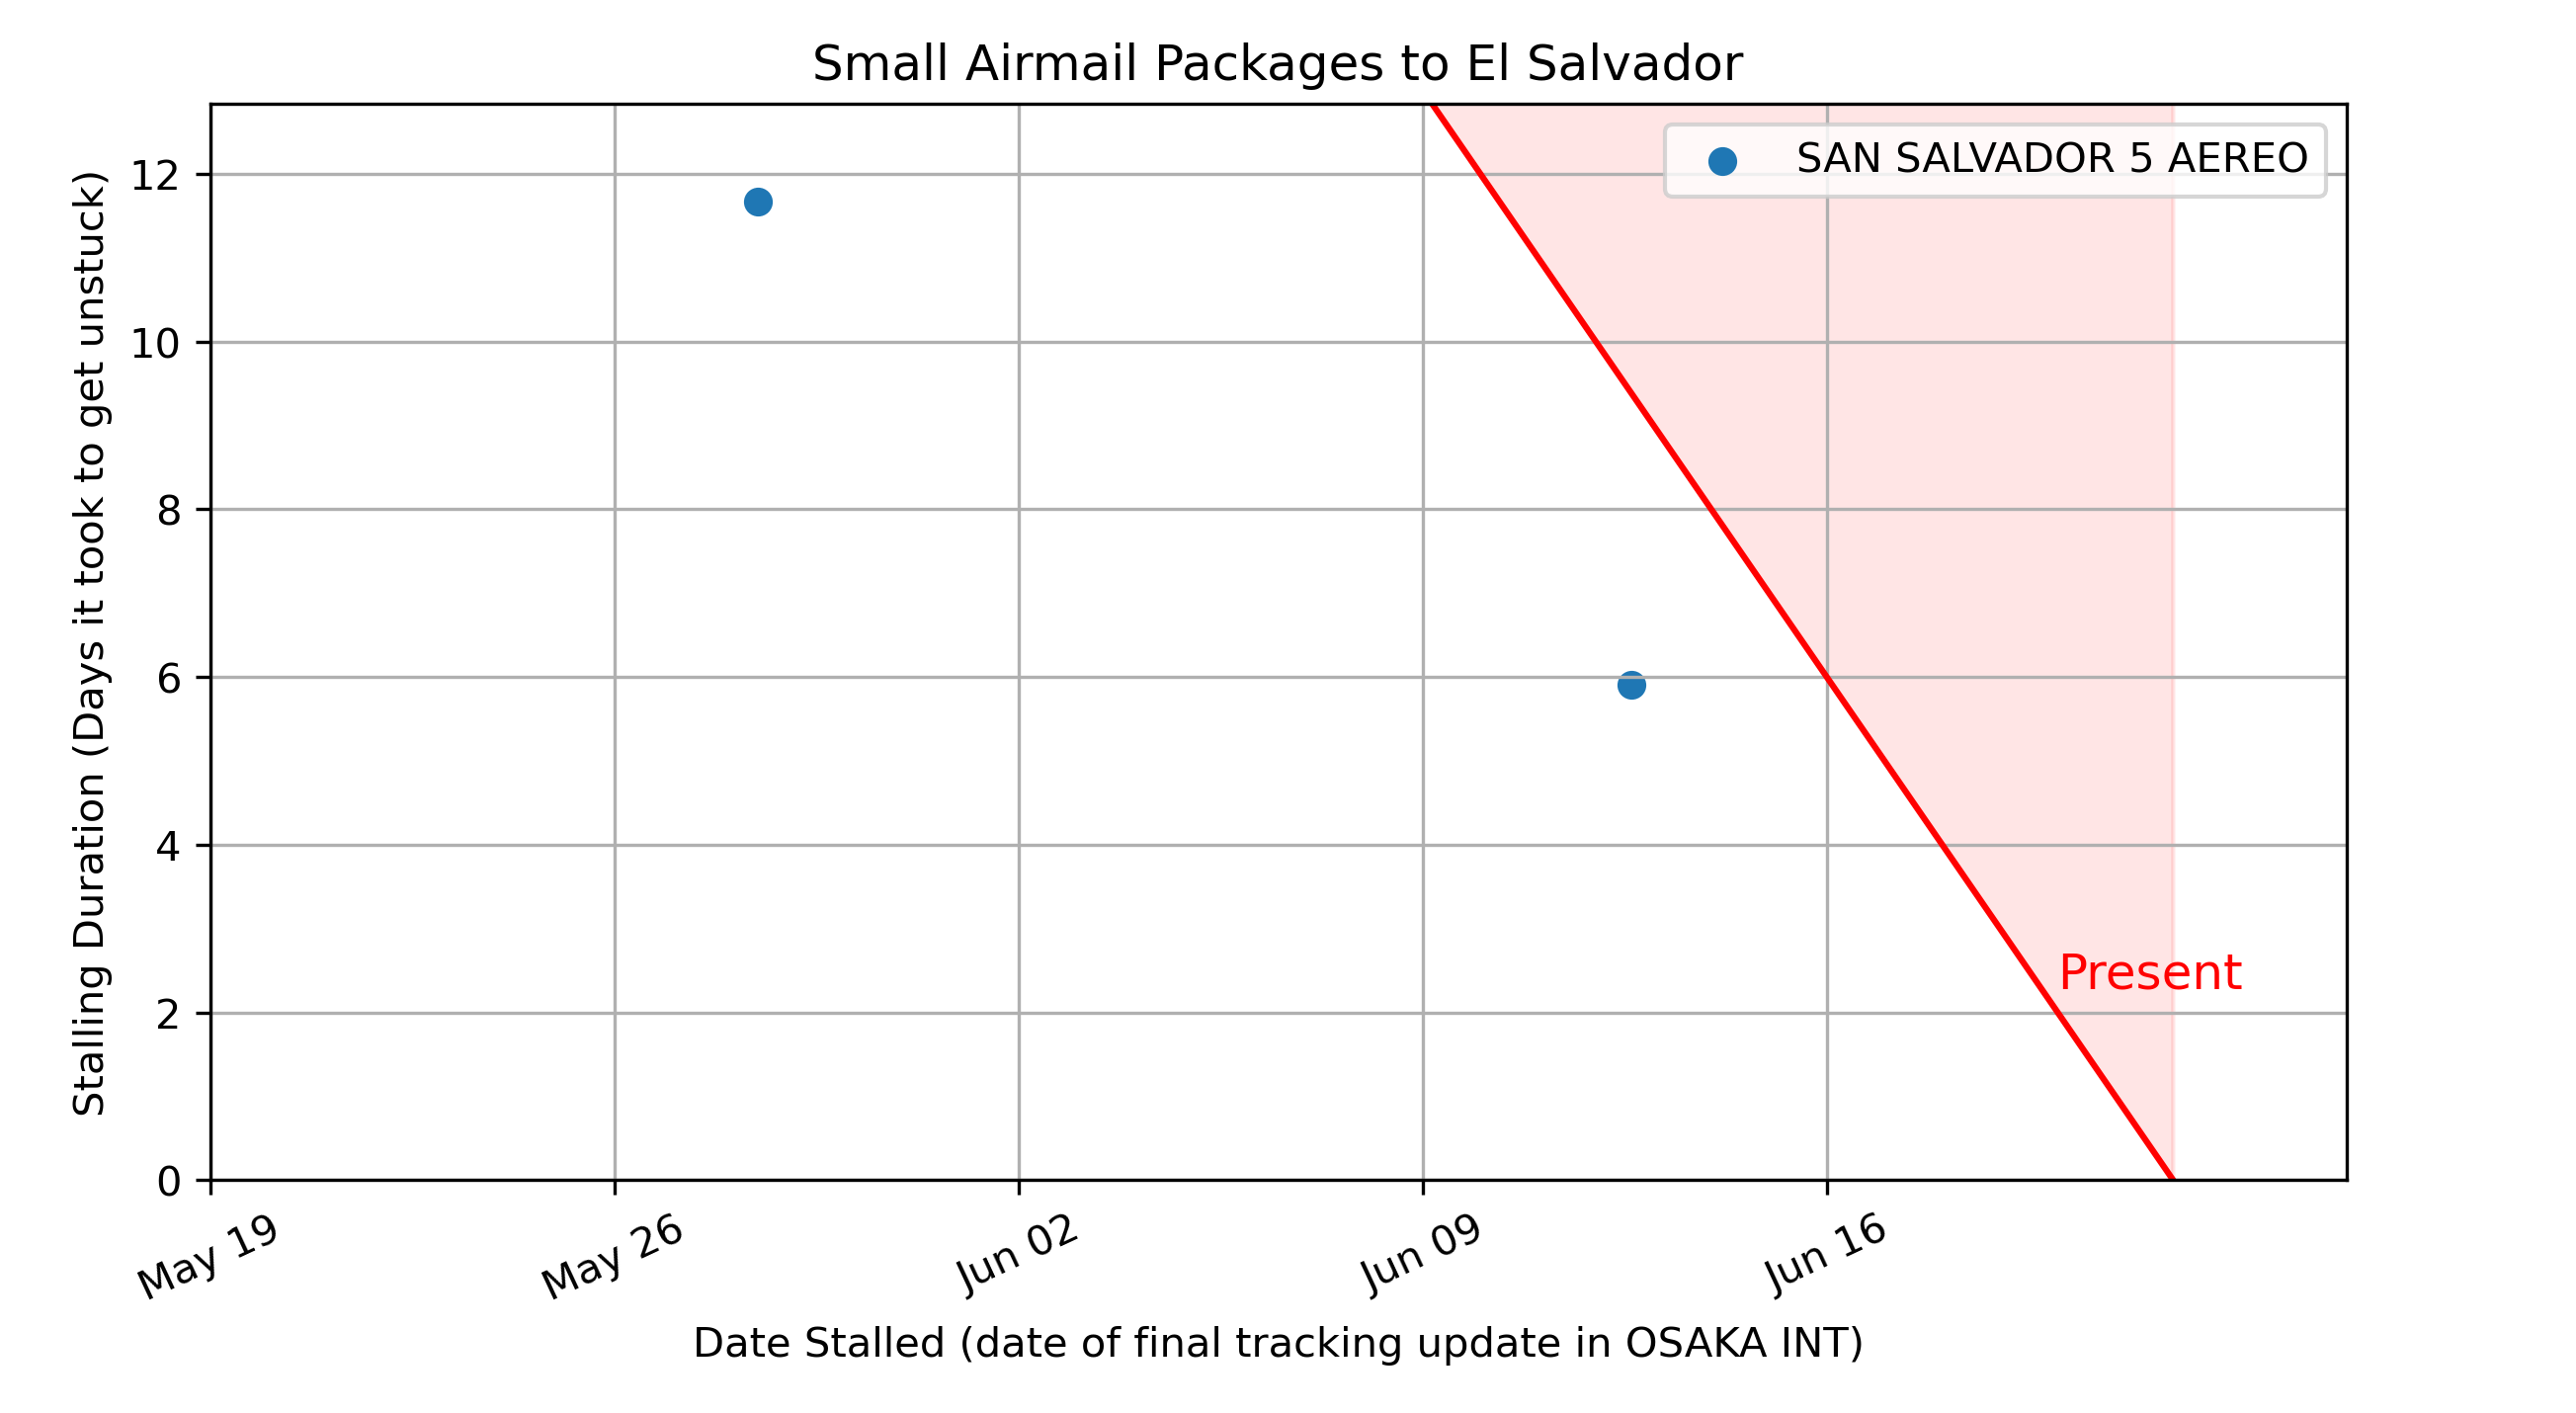 Small Airmail Packages to El Salvador
SAN SALVADOR 5 AEREO
Stalling Duration (Days it took to get unstuck)
12
10
8
6
4
2
0
Present
May 19
May 26
Jun 02
Jun 09
Jun 16
Date Stalled (date of final tracking update in OSAKA INT)